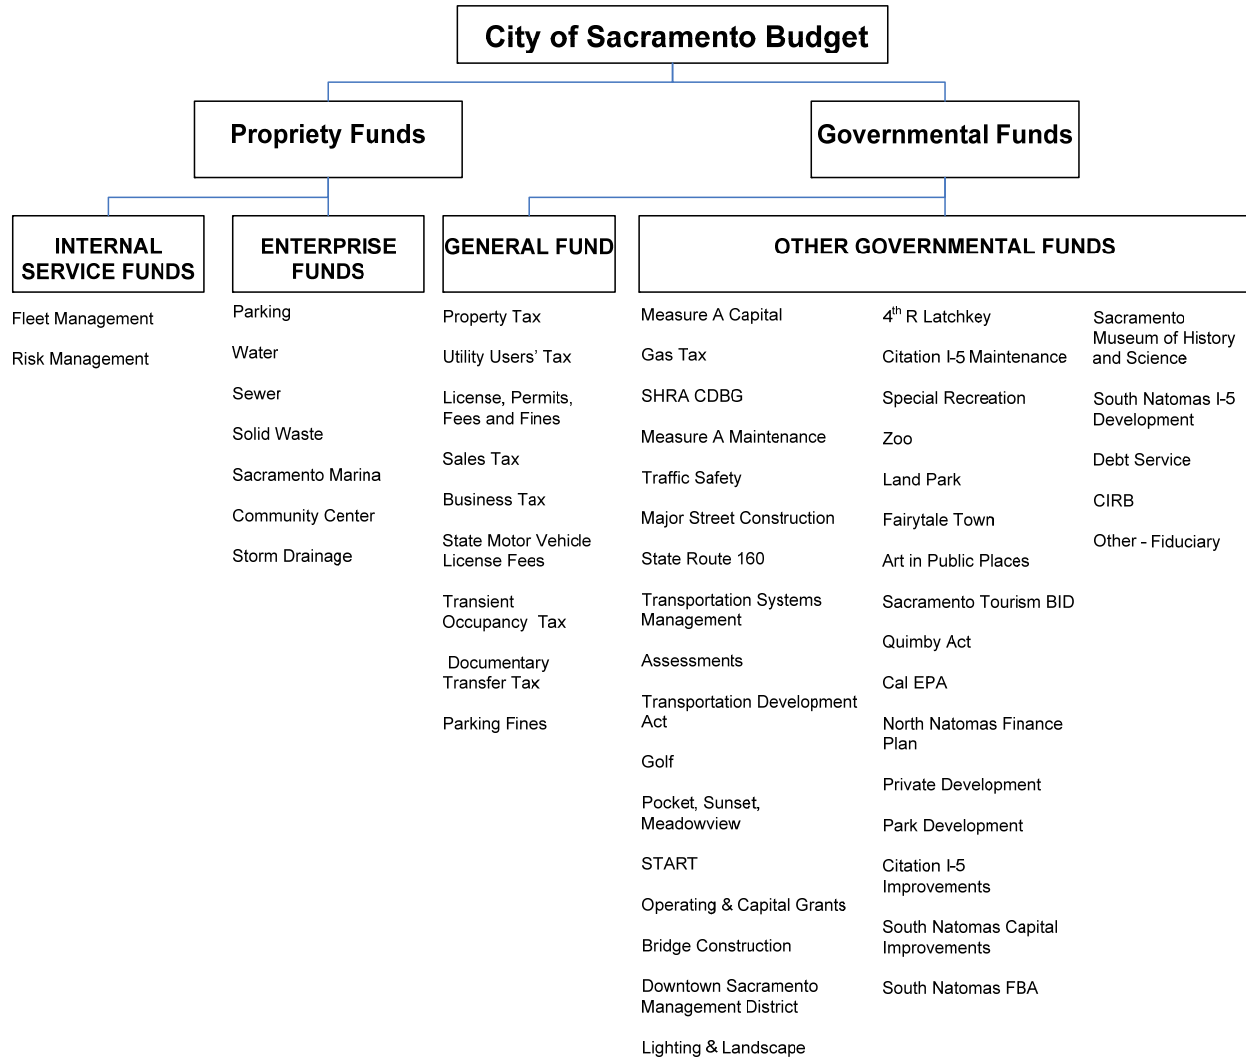 City of Sacramento Budget
Propriety Funds
Governmental Funds
INTERNAL
SERVICE FUNDS
Fleet Management
Risk Management
ENTERPRISE
FUNDS
Parking
Water
Sewer
Solid Waste
Sacramento Marina
Community Center
Storm Drainage
GENERAL FUND
Property Tax
Utility Users' Tax
License, Permits,
Fees and Fines
Sales Tax
Business Tax
State Motor Vehicle
License Fees
Transient
Occupancy Tax
Documentary
Transfer Tax
Parking Fines
OTHER GOVERNMENTAL FUNDS
Measure A Capital
Gas Tax
SHRA CDBG
Measure A Maintenance
Traffic Safety
Major Street Construction
State Route 160
Transportation Systems
Management
Assessments
Transportation Development
Act
Golf
Pocket, Sunset,
Meadowview
START
Operating & Capital Grants
Bridge Construction
Downtown Sacramento
Management District
Lighting & Landscape
4th R Latchkey
Citation I-5 Maintenance
Special Recreation
Zoo
Land Park
Fairytale Town
Art in Public Places
Sacramento Tourism BID
Quimby Act
Cal EPA
North Natomas Finance
Plan
Private Development
Park Development
Citation I-5
Improvements
South Natomas Capital
Improvements
South Natomas FBA
Sacramento
Museum of History
and Science
South Natomas I-5
Development
Debt Service
CIRB
Other - Fiduciary